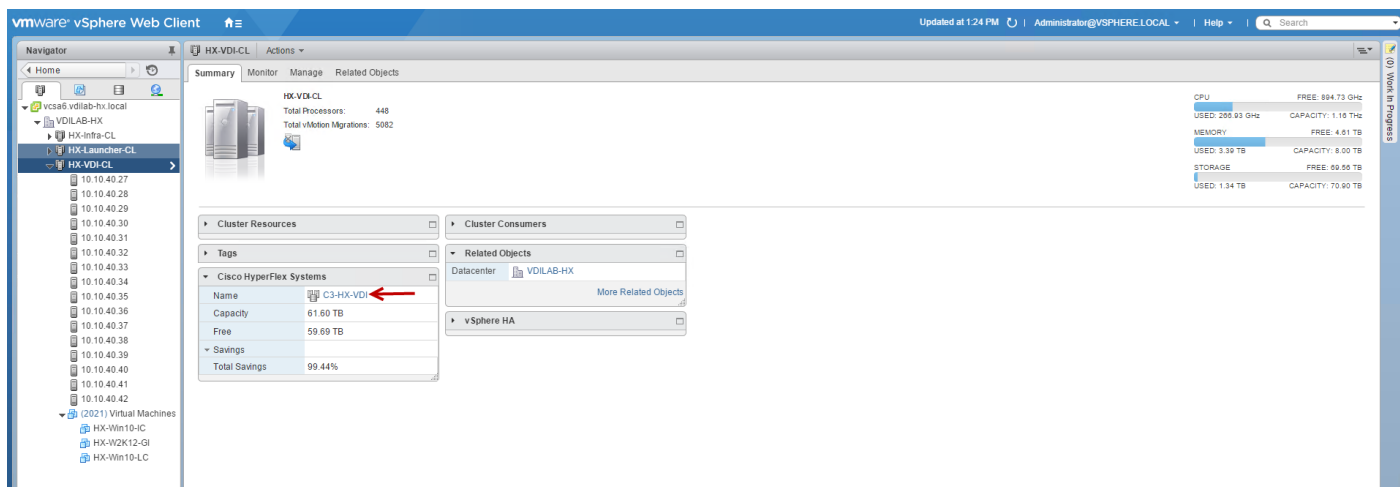 vmware® vSphere Web Client
Updated at 1:24 PM | Administrator@VSPHERE.LOCAL | Help | Search
Navigator
Home
vcsa6.vdilab-hx.local
VDILAB-HX
HX-Infra-CL
HX-Launcher-CL
HX-VDI-CL
10.10.40.27
10.10.40.28
10.10.40.29
10.10.40.30
10.10.40.31
10.10.40.32
10.10.40.33
10.10.40.34
10.10.40.35
10.10.40.36
10.10.40.37
10.10.40.38
10.10.40.39
10.10.40.40
10.10.40.41
10.10.40.42
(2021) Virtual Machines
HX-Win10-IC
HX-W2K12-GI
HX-Win10-LC
HX-VDI-CL Actions
Summary Monitor Manage Related Objects
HX-VDI-CL
Total Processors: 448
Total vMotion Migrations: 5082
CPU FREE: 894.73 GHz
USED: 266.93 GHz CAPACITY: 1.16 THz
MEMORY FREE: 4.61 TB
USED: 3.39 TB CAPACITY: 8.00 TB
STORAGE FREE: 69.56 TB
USED: 1.34 TB CAPACITY: 70.90 TB
Cluster Resources
Tags
Cisco HyperFlex Systems
Name C3-HX-VDI
Capacity 61.60 TB
Free 59.69 TB
Savings
Total Savings 99.44%
Cluster Consumers
Related Objects
Datacenter VDILAB-HX
More Related Objects
vSphere HA
(0) Work In Progress